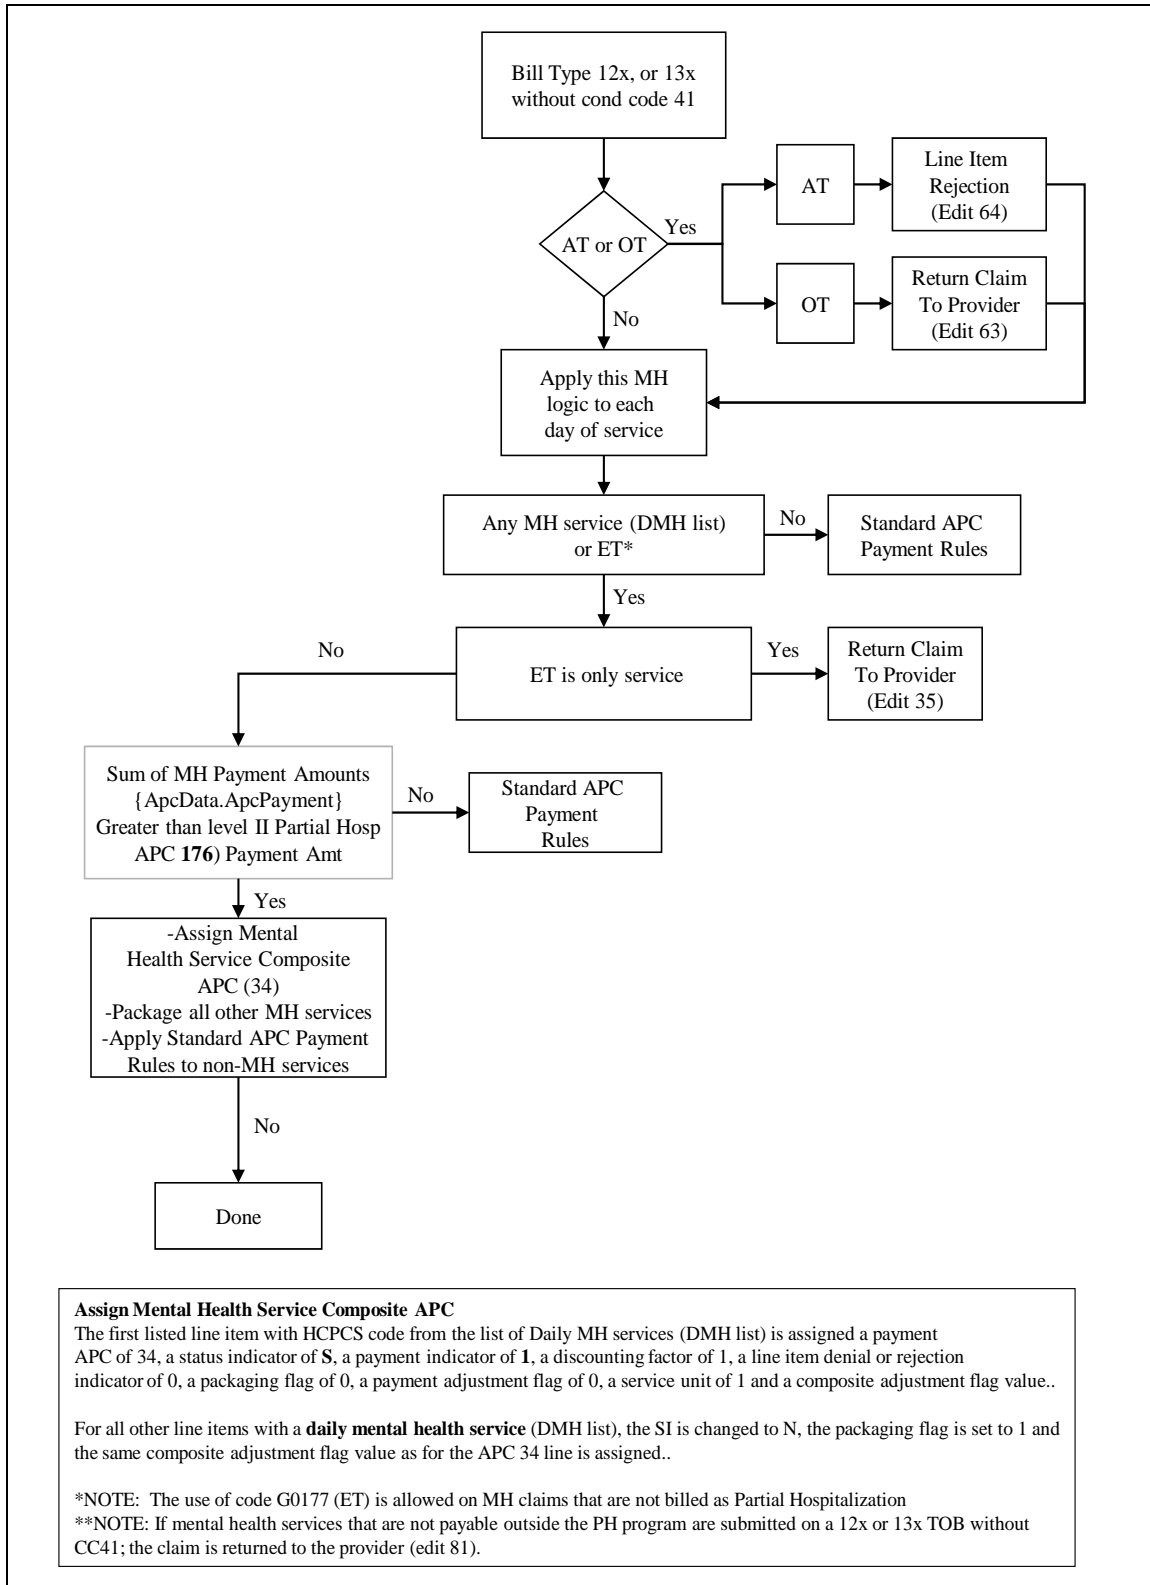 Bill Type 12x, or 13x
without cond code 41
AT or OT
Yes
AT
Line Item
Rejection
(Edit 64)
OT
Return Claim
To Provider
(Edit 63)
No
Apply this MH
logic to each
day of service
Any MH service (DMH list)
or ET*
No
Standard APC
Payment Rules
Yes
ET is only service
Yes
Return Claim
To Provider
(Edit 35)
No
Sum of MH Payment Amounts
{ApcData.ApcPayment}
Greater than level II Partial Hosp
APC 176) Payment Amt
No
Standard APC
Payment
Rules
Yes
-Assign Mental
Health Service Composite
APC (34)
-Package all other MH services
-Apply Standard APC Payment
Rules to non-MH services
No
Done
Assign Mental Health Service Composite APC
The first listed line item with HCPCS code from the list of Daily MH services (DMH list) is assigned a payment
APC of 34, a status indicator of S, a payment indicator of 1, a discounting factor of 1, a line item denial or rejection
indicator of 0, a packaging flag of 0, a payment adjustment flag of 0, a service unit of 1 and a composite adjustment flag value..
For all other line items with a daily mental health service (DMH list), the SI is changed to N, the packaging flag is set to 1 and
the same composite adjustment flag value as for the APC 34 line is assigned..
*NOTE: The use of code G0177 (ET) is allowed on MH claims that are not billed as Partial Hospitalization
**NOTE: If mental health services that are not payable outside the PH program are submitted on a 12x or 13x TOB without
CC41; the claim is returned to the provider (edit 81).